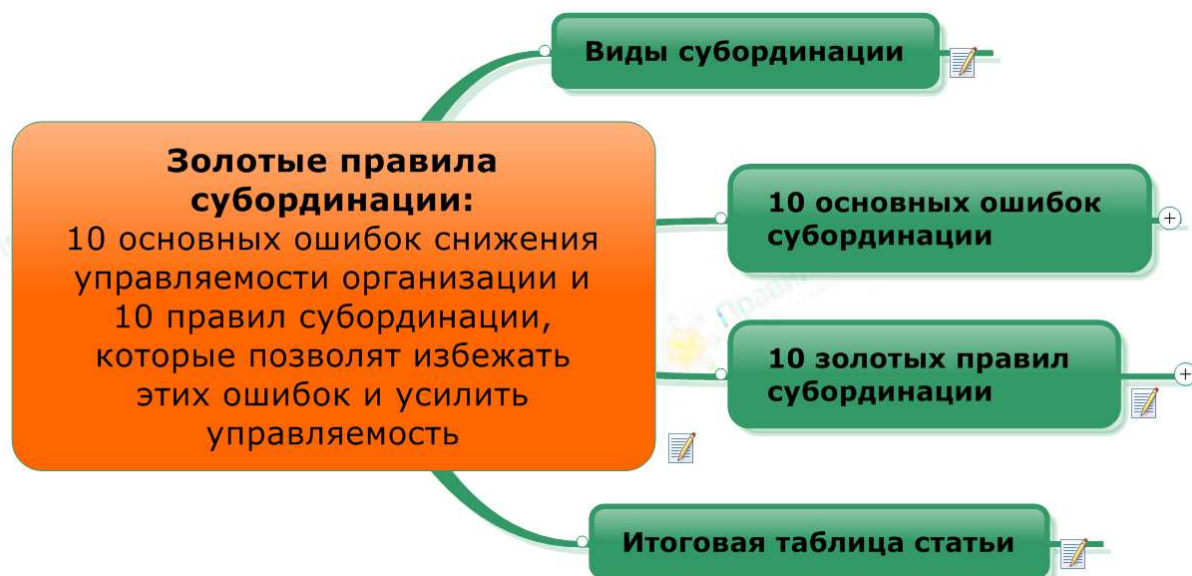 Виды субординации
Золотые правила
субординации:
10 основных ошибок снижения
управляемости организации и
10 правил субординации,
которые позволят избежать
этих ошибок и усилить
управляемость
10 основных ошибок
субординации
10 золотых правил
субординации
Итоговая таблица статьи